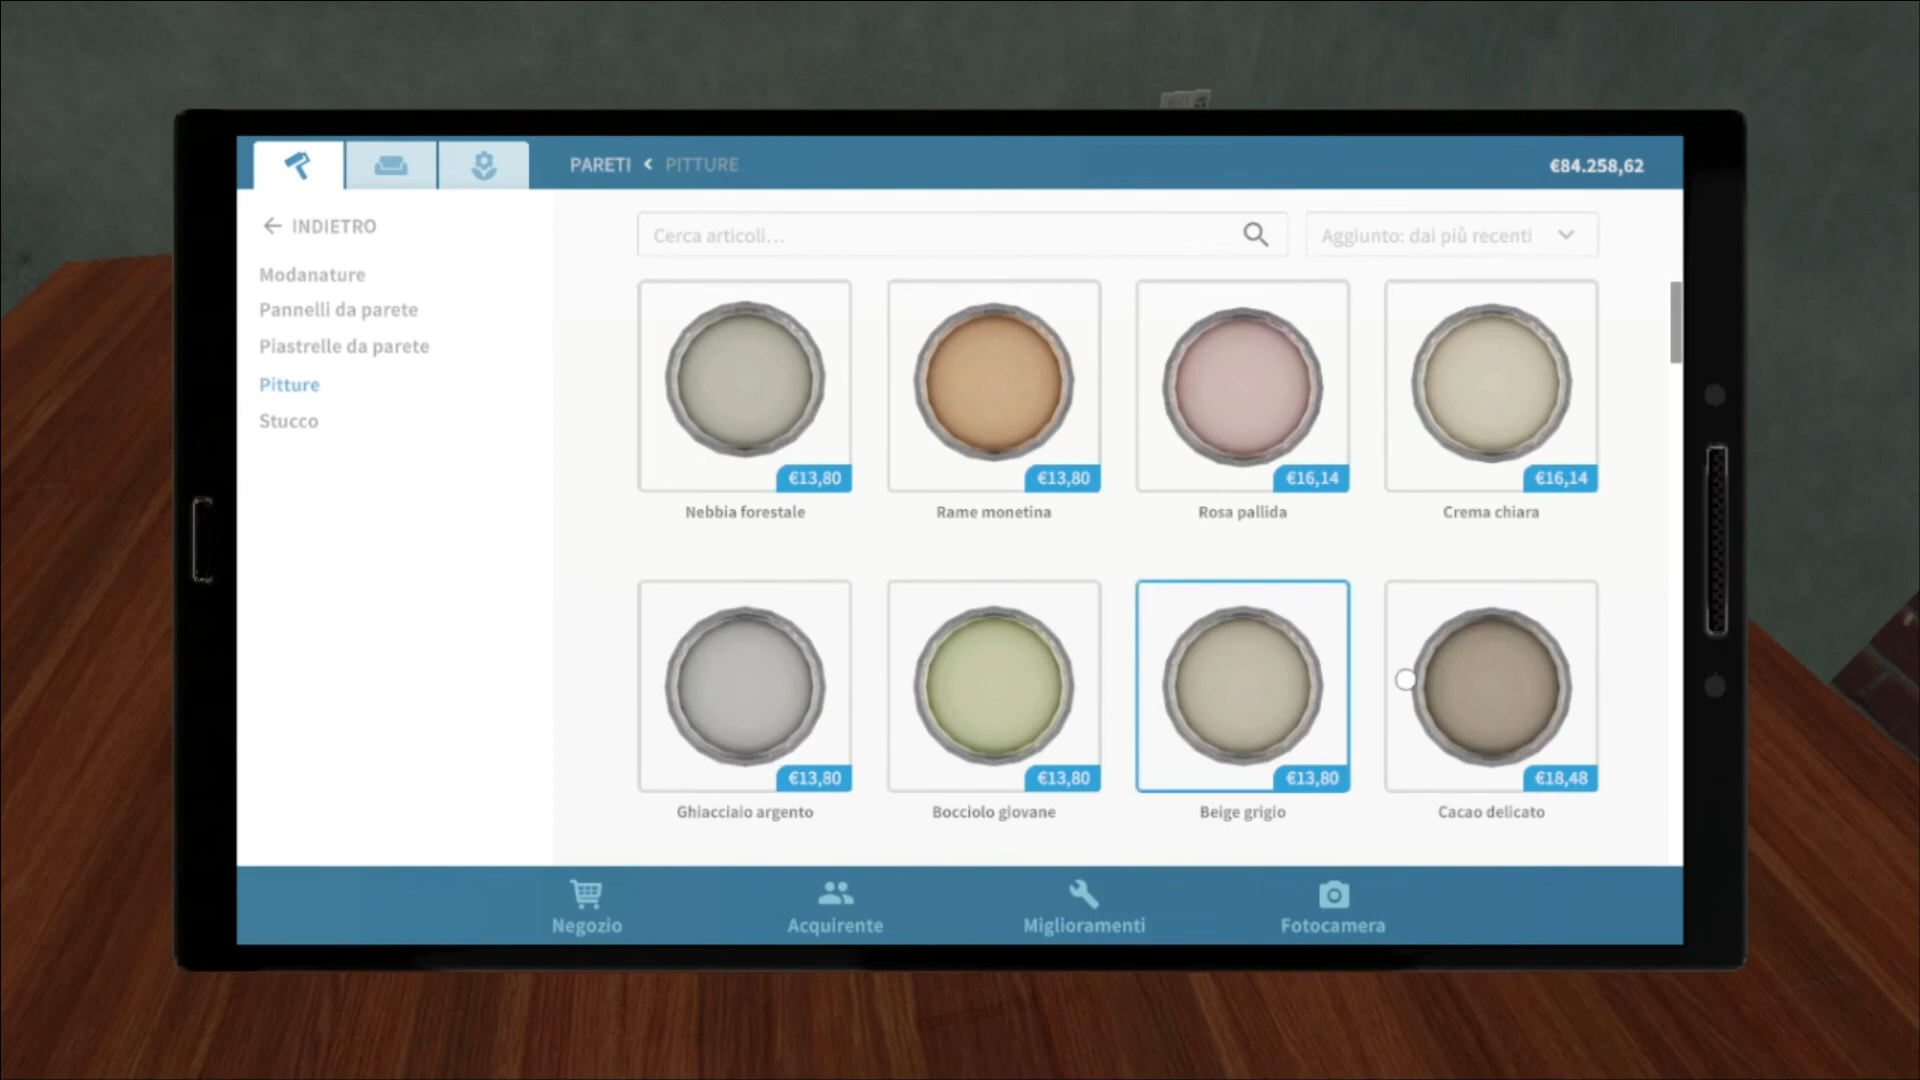 PARETI < PITTURE
€84.258,62
INDIETRO
Modanature
Pannelli da parete
Piastrelle da parete
Pitture
Stucco
Cerca articoli...
Aggiunto: dai più recenti
€13,80
€13,80
€16,14
€16,14
Nebbia forestale
Rame monetina
Rosa pallida
Crema chiara
€13,80
€13,80
€13,80
€18,48
Ghiacciaio argento
Bocciolo giovane
Beige grigio
Cacao delicato
Negozio
Acquirente
Miglioramenti
Fotocamera